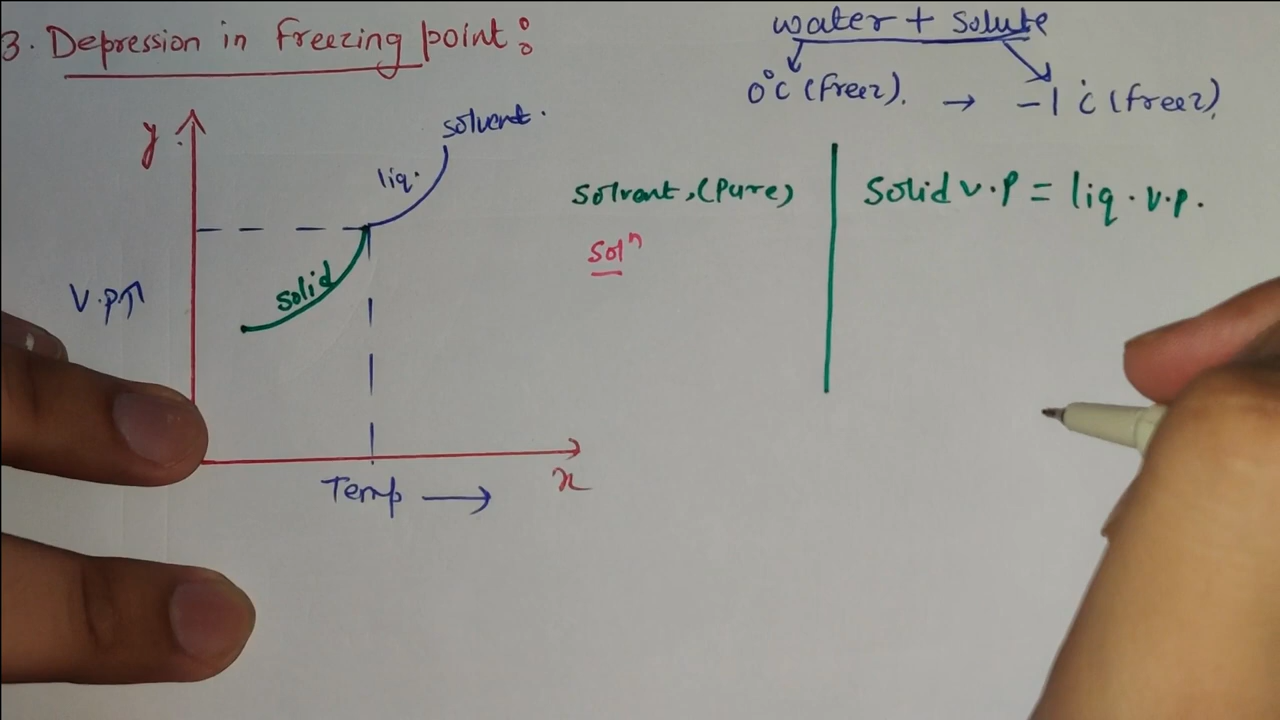 3. Depression in freezing point:
water + solute
0°C (freez). → -1°C (freez),
y
solvent.
liq.
solvent, (pure)
solid v.p = liq. v.p.
solⁿ
solid
V.p↑
Temp →
x